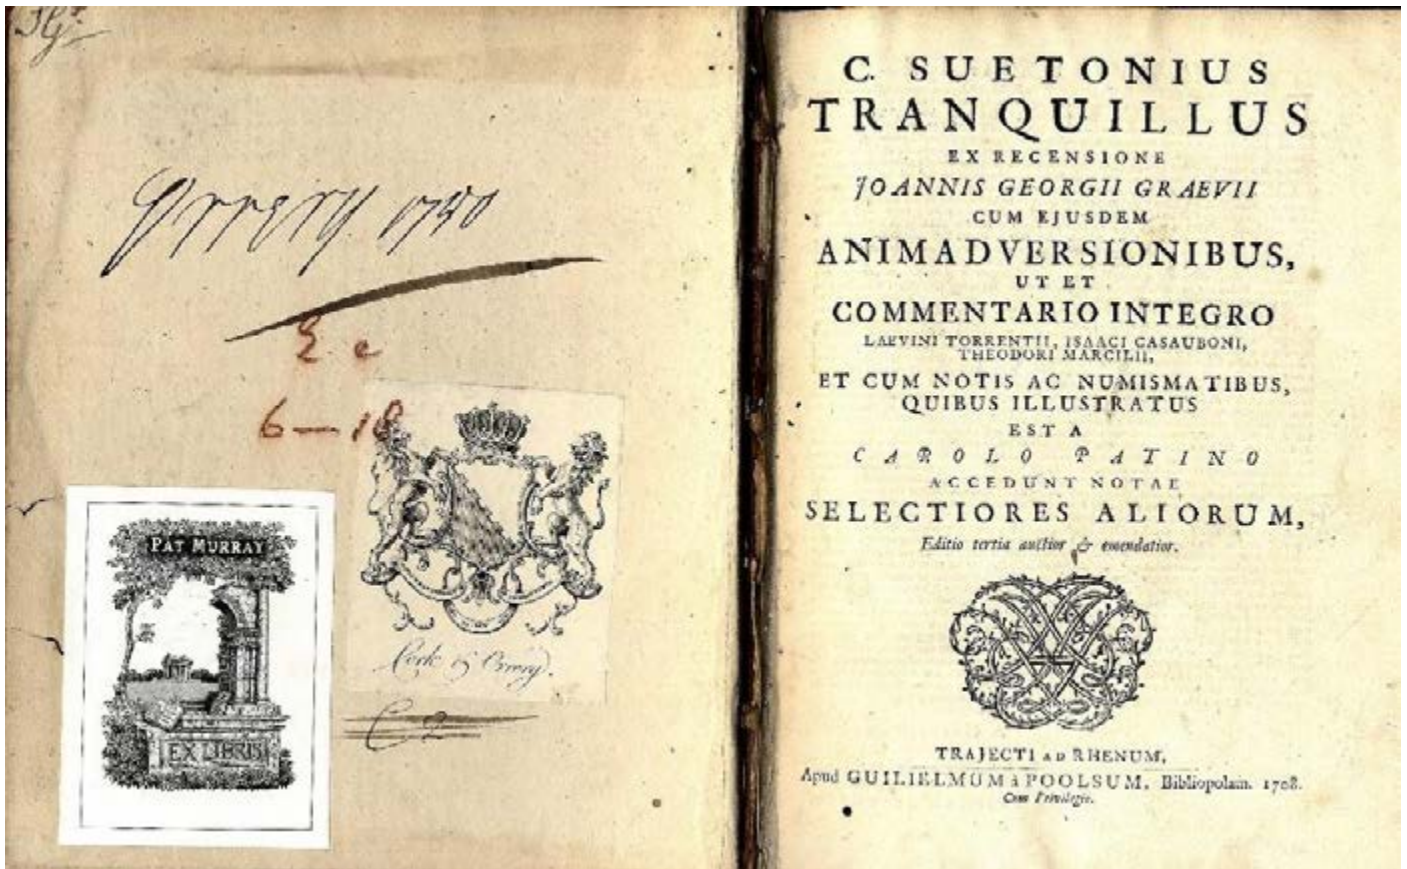 Orrery. 1740
E e
6—18
PAT MURRAY
EX LIBRIS
Cork & Orrery.
C 2
C. SUETONIUS
TRANQUILLUS
EX RECENSIONE
JOANNIS GEORGII GRAEVII
CUM EJUSDEM
ANIMADVERSIONIBUS,
UT ET
COMMENTARIO INTEGRO
LAEVINI TORRENTII, ISAACI CASAUBONI,
THEODORI MARCILII,
ET CUM NOTIS AC NUMISMATIBUS,
QUIBUS ILLUSTRATUS
EST A
CAROLO PATINO
ACCEDUNT NOTAE
SELECTIORES ALIORUM,
Editio tertia auctior & emendatior.
TRAJECTI AD RHENUM,
Apud GUILIELMUM à POOLSUM, Bibliopolam. 1708.
Cum Privilegio.